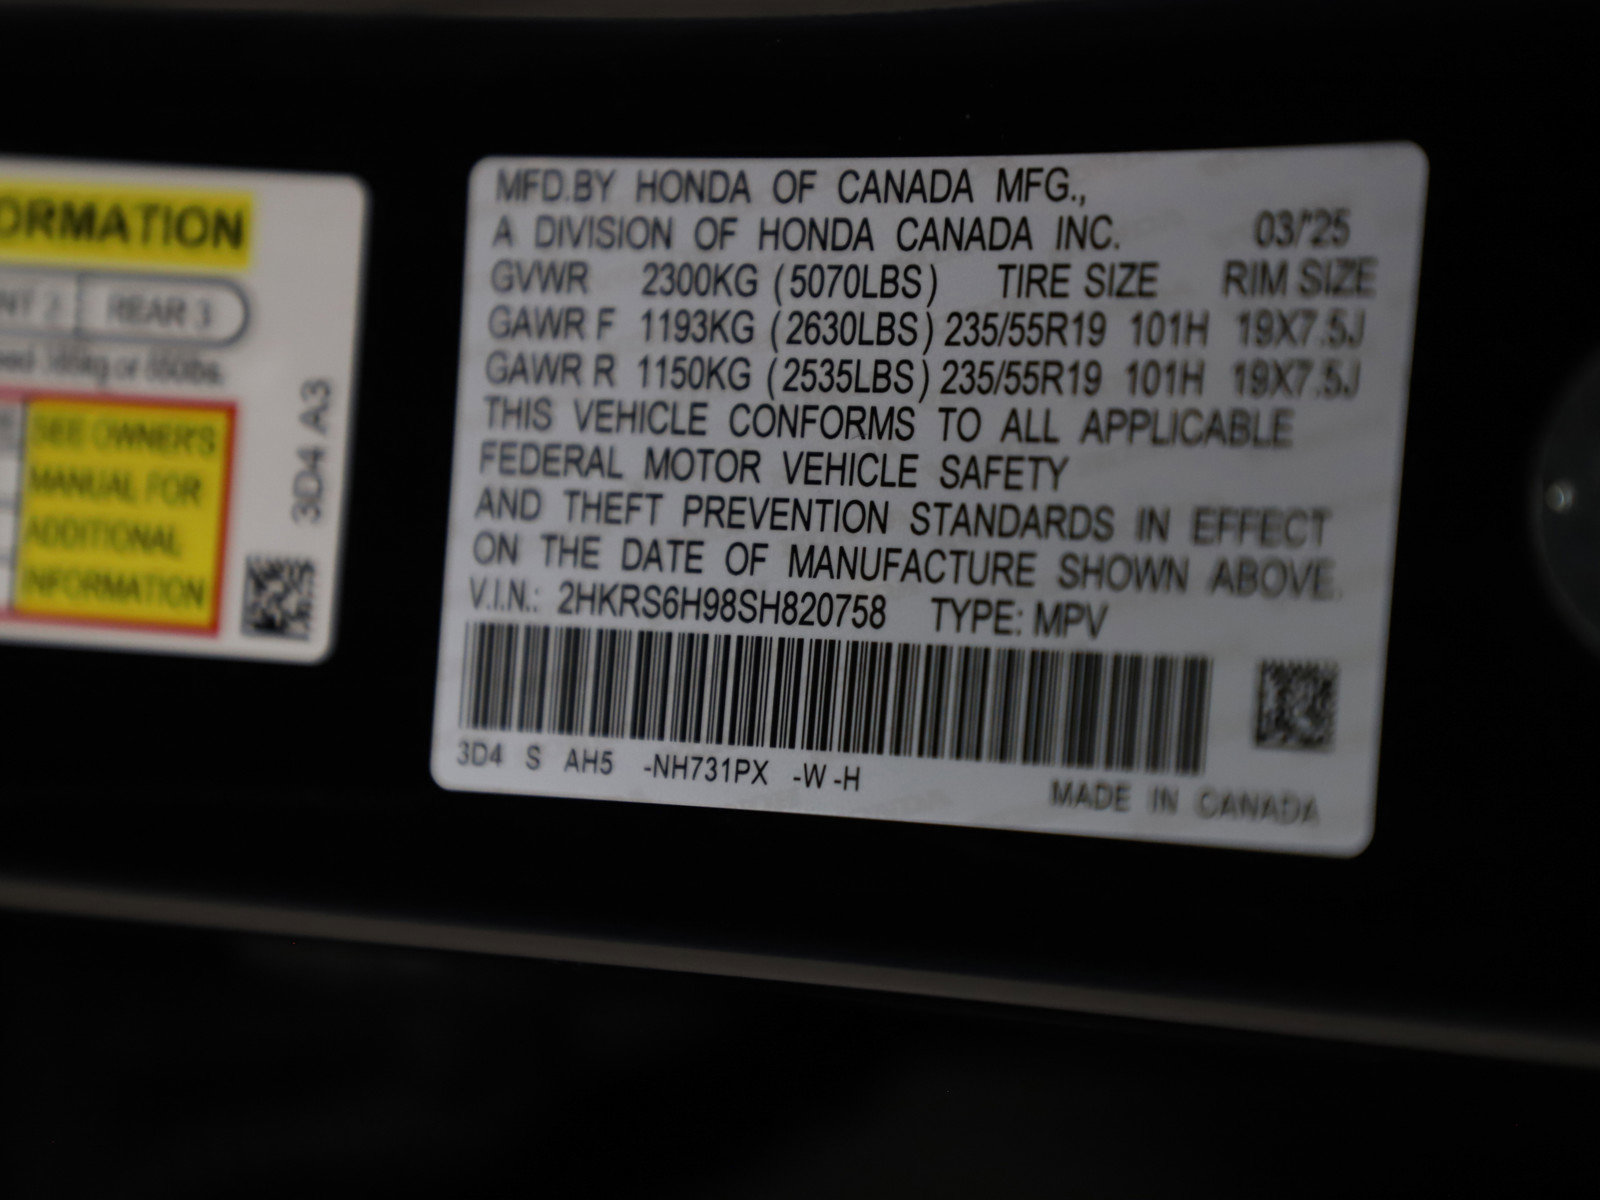 ORMATION
REAR 3
SEE OWNER'S
MANUAL FOR
ADDITIONAL
INFORMATION
3D4 A3
MFD.BY HONDA OF CANADA MFG.,
A DIVISION OF HONDA CANADA INC. 03/'25
GVWR 2300KG (5070LBS) TIRE SIZE RIM SIZE
GAWR F 1193KG (2630LBS) 235/55R19 101H 19X7.5J
GAWR R 1150KG (2535LBS) 235/55R19 101H 19X7.5J
THIS VEHICLE CONFORMS TO ALL APPLICABLE
FEDERAL MOTOR VEHICLE SAFETY
AND THEFT PREVENTION STANDARDS IN EFFECT
ON THE DATE OF MANUFACTURE SHOWN ABOVE.
V.I.N.: 2HKRS6H98SH820758 TYPE: MPV
3D4 S AH5 -NH731PX -W -H
MADE IN CANADA